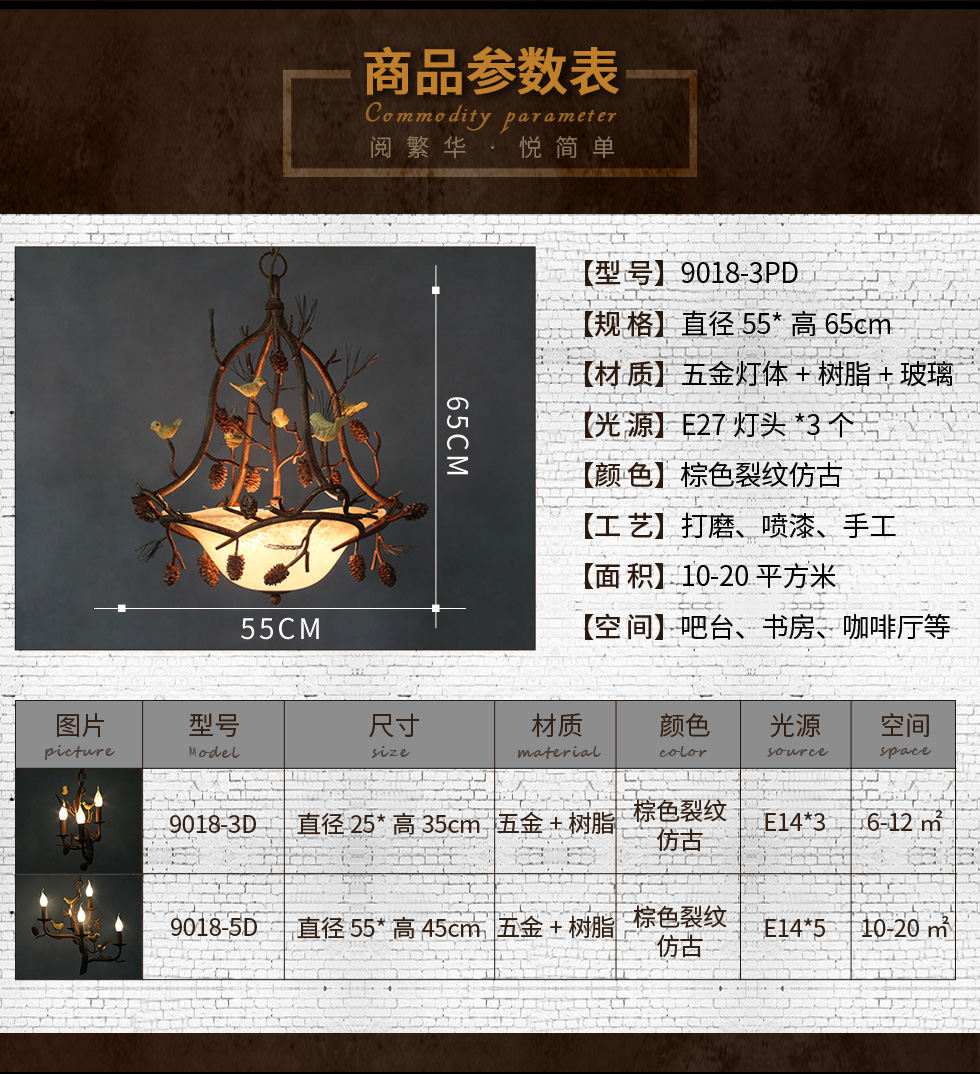 商品参数表
Commodity parameter
阅繁华 · 悦简单
65CM
55CM
【型 号】9018-3PD
【规 格】直径 55* 高 65cm
【材 质】五金灯体 + 树脂 + 玻璃
【光 源】E27 灯头 *3 个
【颜 色】棕色裂纹仿古
【工 艺】打磨、喷漆、手工
【面 积】10-20 平方米
【空 间】吧台、书房、咖啡厅等
图片 型号 尺寸 材质 颜色 光源 空间
picture Model size material color source space
9018-3D 直径 25* 高 35cm 五金 + 树脂 棕色裂纹 E14*3 6-12 ㎡
仿古
9018-5D 直径 55* 高 45cm 五金 + 树脂 棕色裂纹 E14*5 10-20 ㎡
仿古